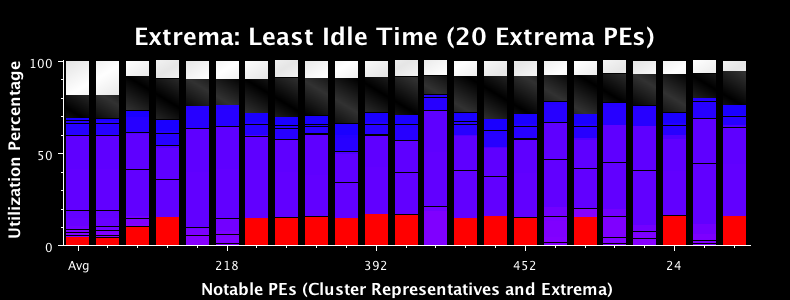 Extrema: Least Idle Time (20 Extrema PEs)
Utilization Percentage
100
50
0
Avg 218 392 452 24
Notable PEs (Cluster Representatives and Extrema)